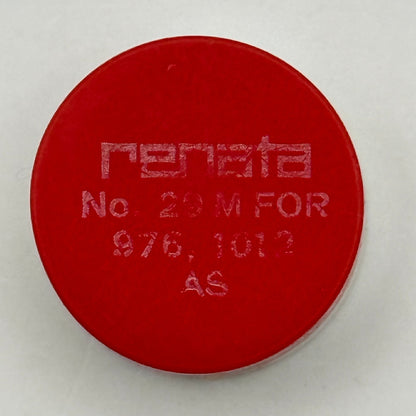 renata
No. 29 M FOR
976, 1012
AS